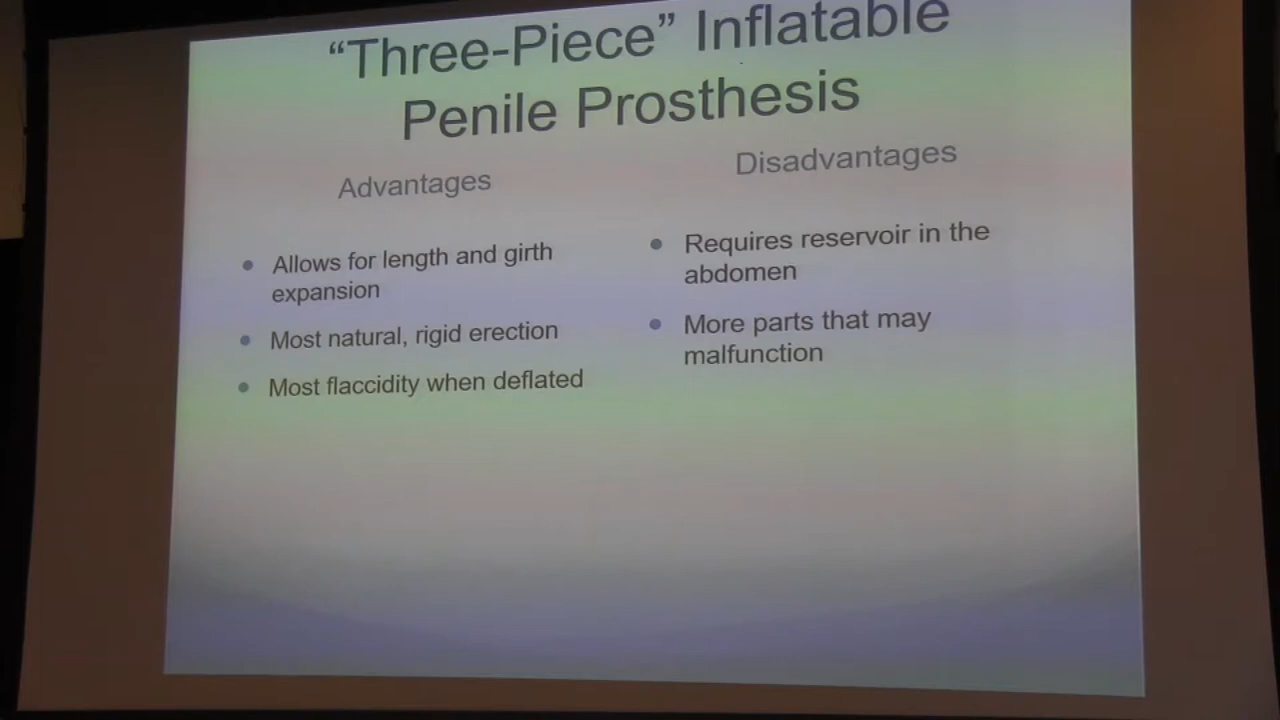 “Three-Piece” Inflatable
Penile Prosthesis
Advantages
Allows for length and girth
expansion
Most natural, rigid erection
Most flaccidity when deflated
Disadvantages
Requires reservoir in the
abdomen
More parts that may
malfunction